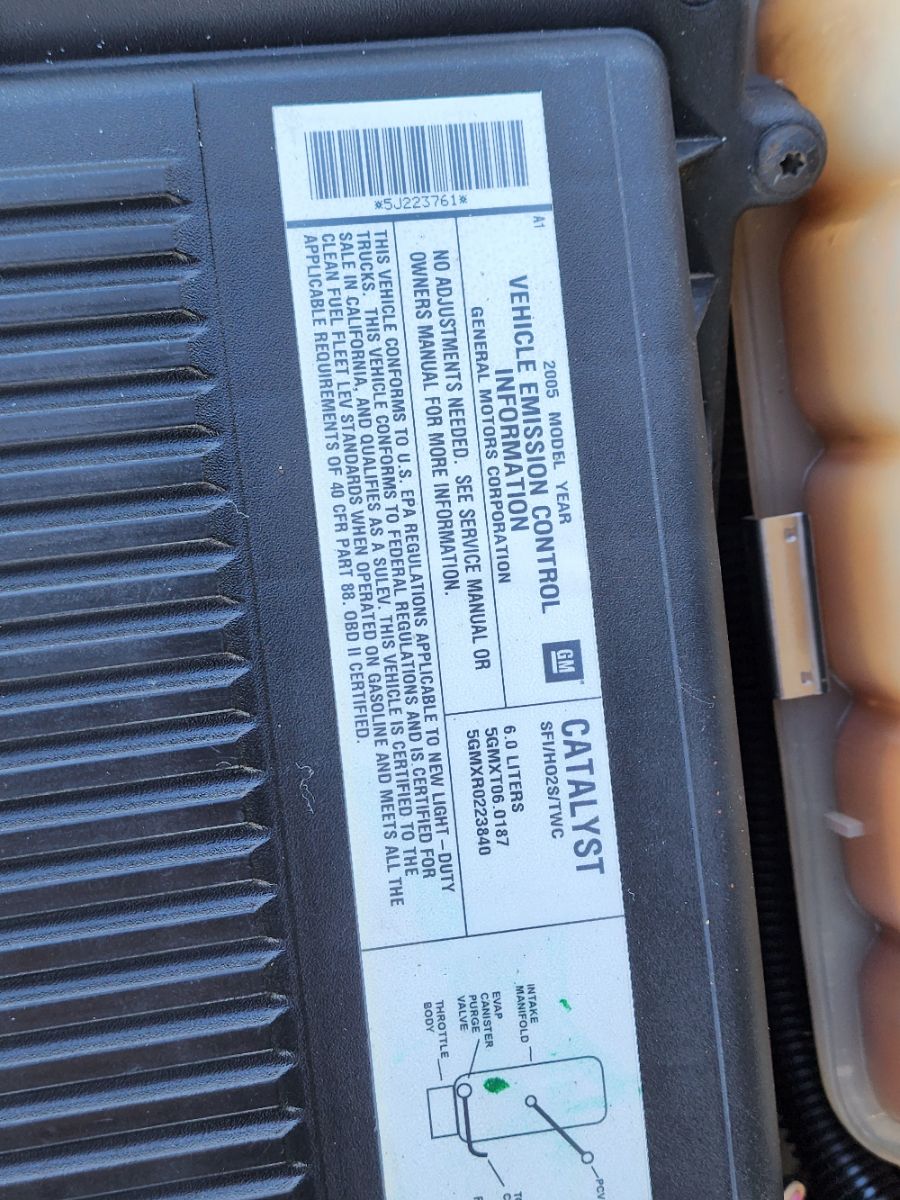 *5J223761*
A1
2005 MODEL YEAR
VEHICLE EMISSION CONTROL
INFORMATION
GENERAL MOTORS CORPORATION
GM
NO ADJUSTMENTS NEEDED. SEE SERVICE MANUAL OR
OWNERS MANUAL FOR MORE INFORMATION.
THIS VEHICLE CONFORMS TO U.S. EPA REGULATIONS APPLICABLE TO NEW LIGHT-DUTY
TRUCKS. THIS VEHICLE CONFORMS TO FEDERAL REGULATIONS AND IS CERTIFIED FOR
SALE IN CALIFORNIA, AND QUALIFIES AS A SULEV. THIS VEHICLE IS CERTIFIED TO THE
CLEAN FUEL FLEET LEV STANDARDS WHEN OPERATED ON GASOLINE AND MEETS ALL THE
APPLICABLE REQUIREMENTS OF 40 CFR PART 88. OBD II CERTIFIED.
CATALYST
SFI/HO2S/TWC
6.0 LITERS
5GMXT06.0187
5GMXR0223840
INTAKE
MANIFOLD
EVAP
CANISTER
PURGE
VALVE
THROTTLE
BODY
PCV